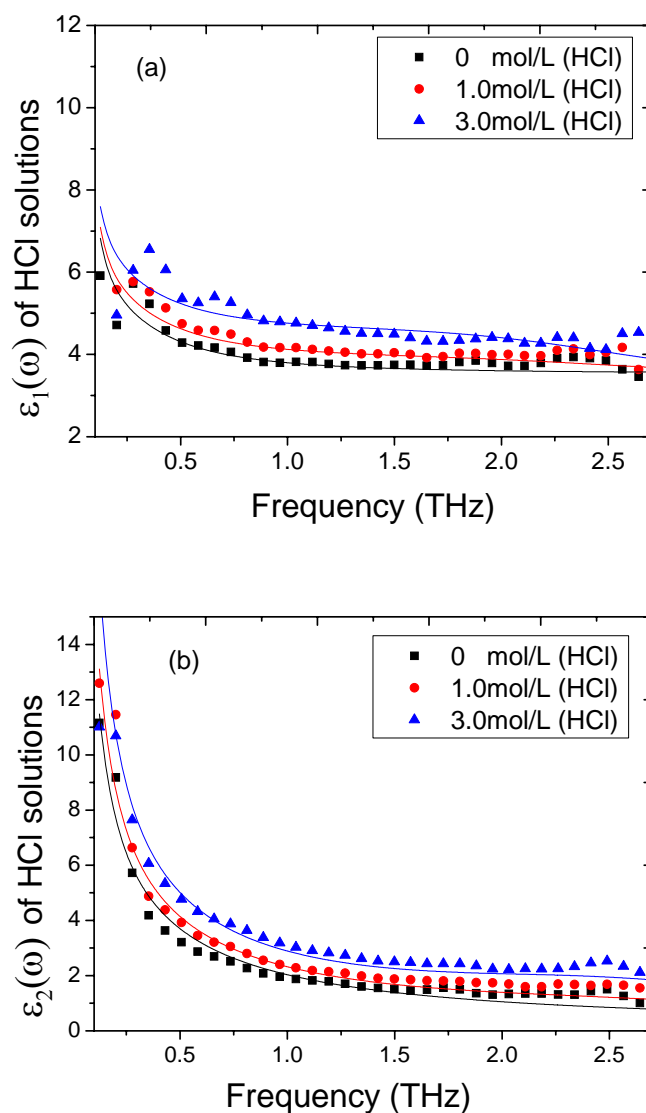 12
10
8
6
4
2
ε₁(ω) of HCl solutions
(a)
0 mol/L (HCl)
1.0mol/L (HCl)
3.0mol/L (HCl)
0.5 1.0 1.5 2.0 2.5
Frequency (THz)
14
12
10
8
6
4
2
0
ε₂(ω) of HCl solutions
(b)
0 mol/L (HCl)
1.0mol/L (HCl)
3.0mol/L (HCl)
0.5 1.0 1.5 2.0 2.5
Frequency (THz)